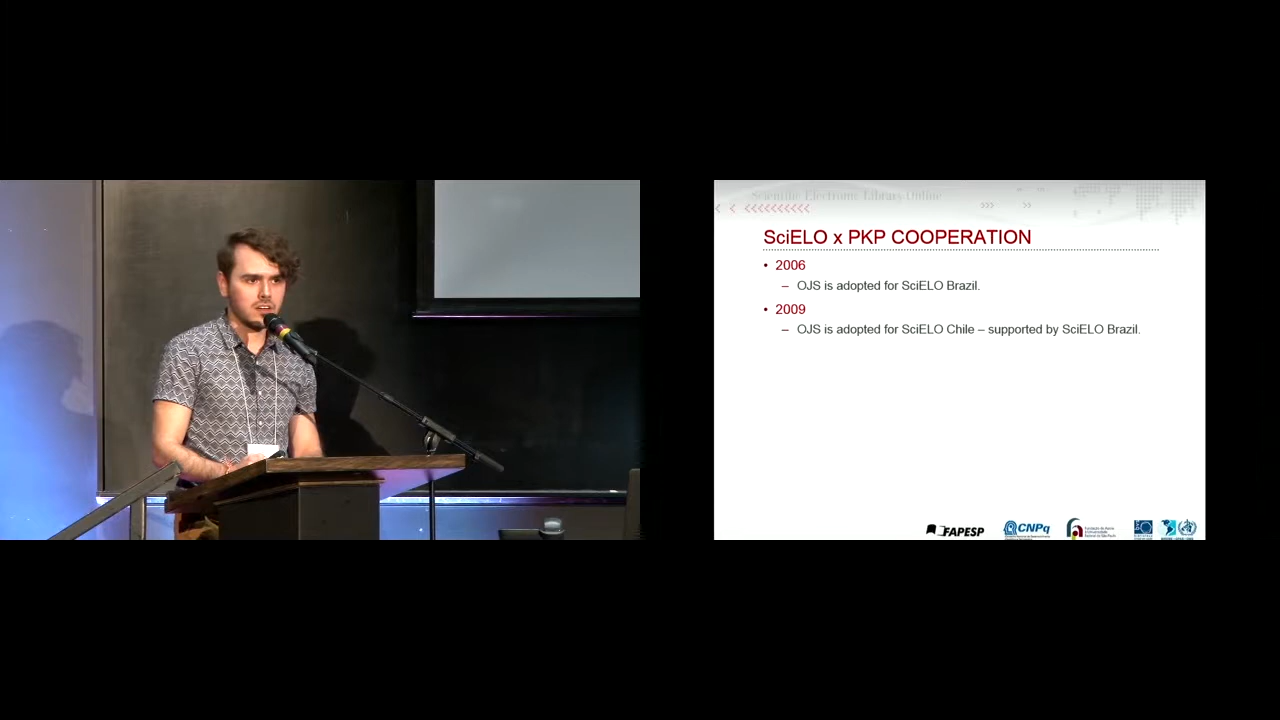 Scientific Electronic Library Online
SciELO x PKP COOPERATION
• 2006
– OJS is adopted for SciELO Brazil.
• 2009
– OJS is adopted for SciELO Chile – supported by SciELO Brazil.
FAPESP
CNPq